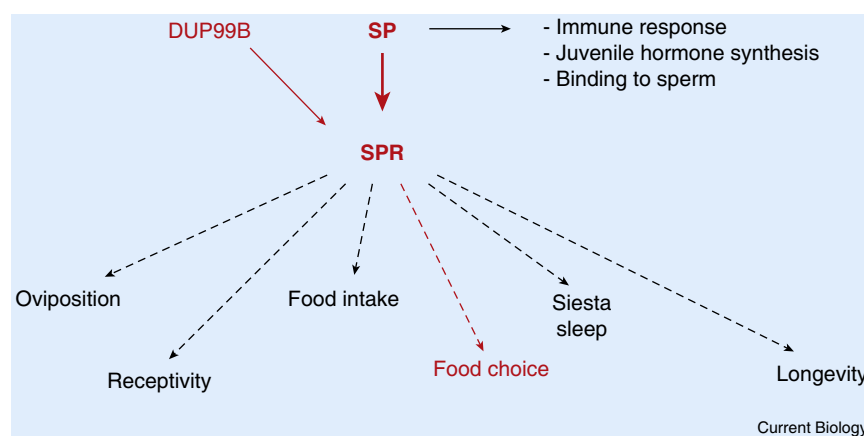 DUP99B
SP
- Immune response
- Juvenile hormone synthesis
- Binding to sperm
SPR
Oviposition
Food intake
Siesta
sleep
Receptivity
Food choice
Longevity
Current Biology